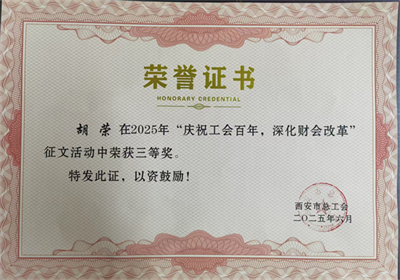 荣誉证书
HONORARY CREDENTIAL
胡 荣 在2025年“庆祝工会百年，深化财会改革”
征文活动中荣获三等奖。
特发此证，以资鼓励！
西安市总工会
二〇二五年六月